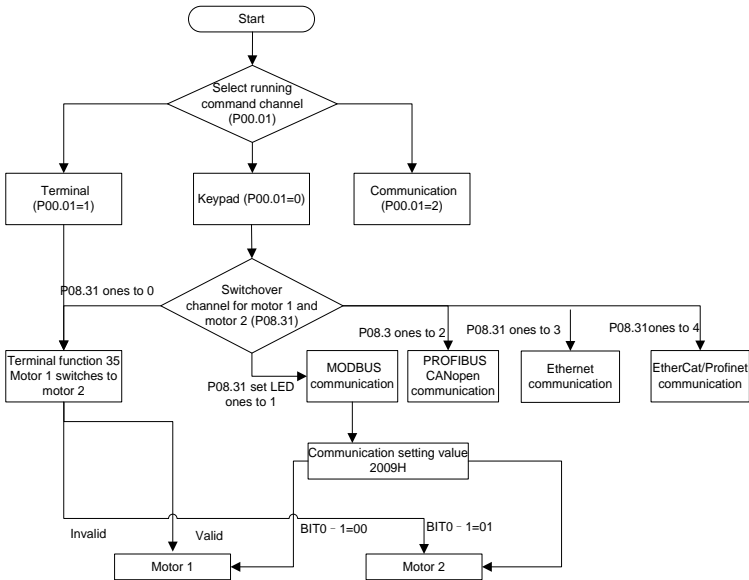 Start
Select running
command channel
(P00.01)
Terminal
(P00.01=1)
Keypad (P00.01=0)
Communication
(P00.01=2)
P08.31 ones to 0
Switchover
channel for motor 1 and
motor 2 (P08.31)
P08.3 ones to 2
P08.31 ones to 3
P08.31ones to 4
Terminal function 35
Motor 1 switches to
motor 2
P08.31 set LED
ones to 1
MODBUS
communication
PROFIBUS
CANopen
communication
Ethernet
communication
EtherCat/Profinet
communication
Communication setting value
2009H
Invalid
Valid
BIT0–1=00
BIT0–1=01
Motor 1
Motor 2